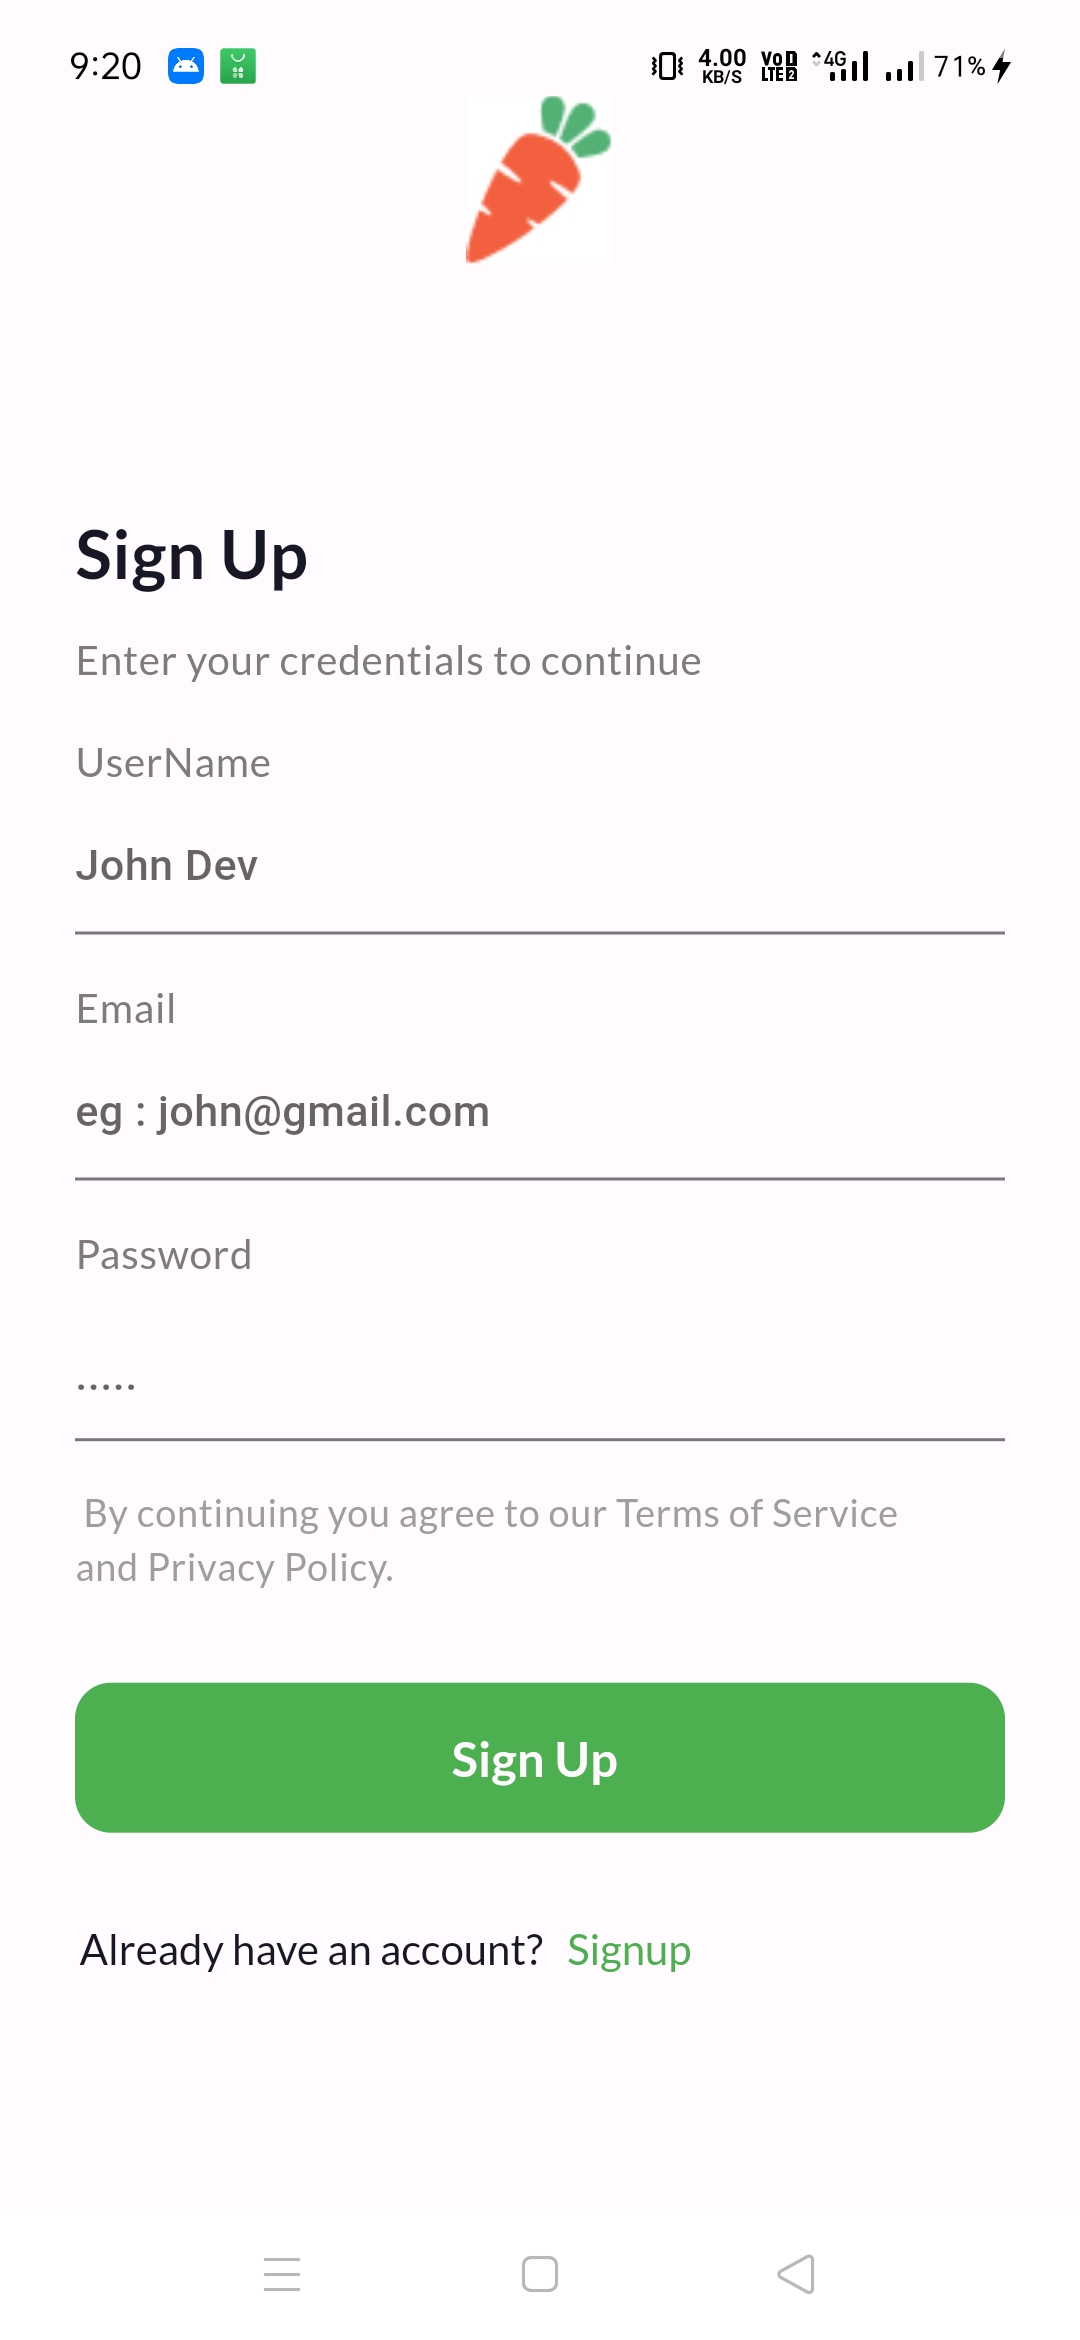 9:20 4.00 KB/S VoD LTE 2 4G 71%
Sign Up
Enter your credentials to continue
UserName
John Dev
Email
eg : john@gmail.com
Password
.....
By continuing you agree to our Terms of Service
and Privacy Policy.
Sign Up
Already have an account? Signup